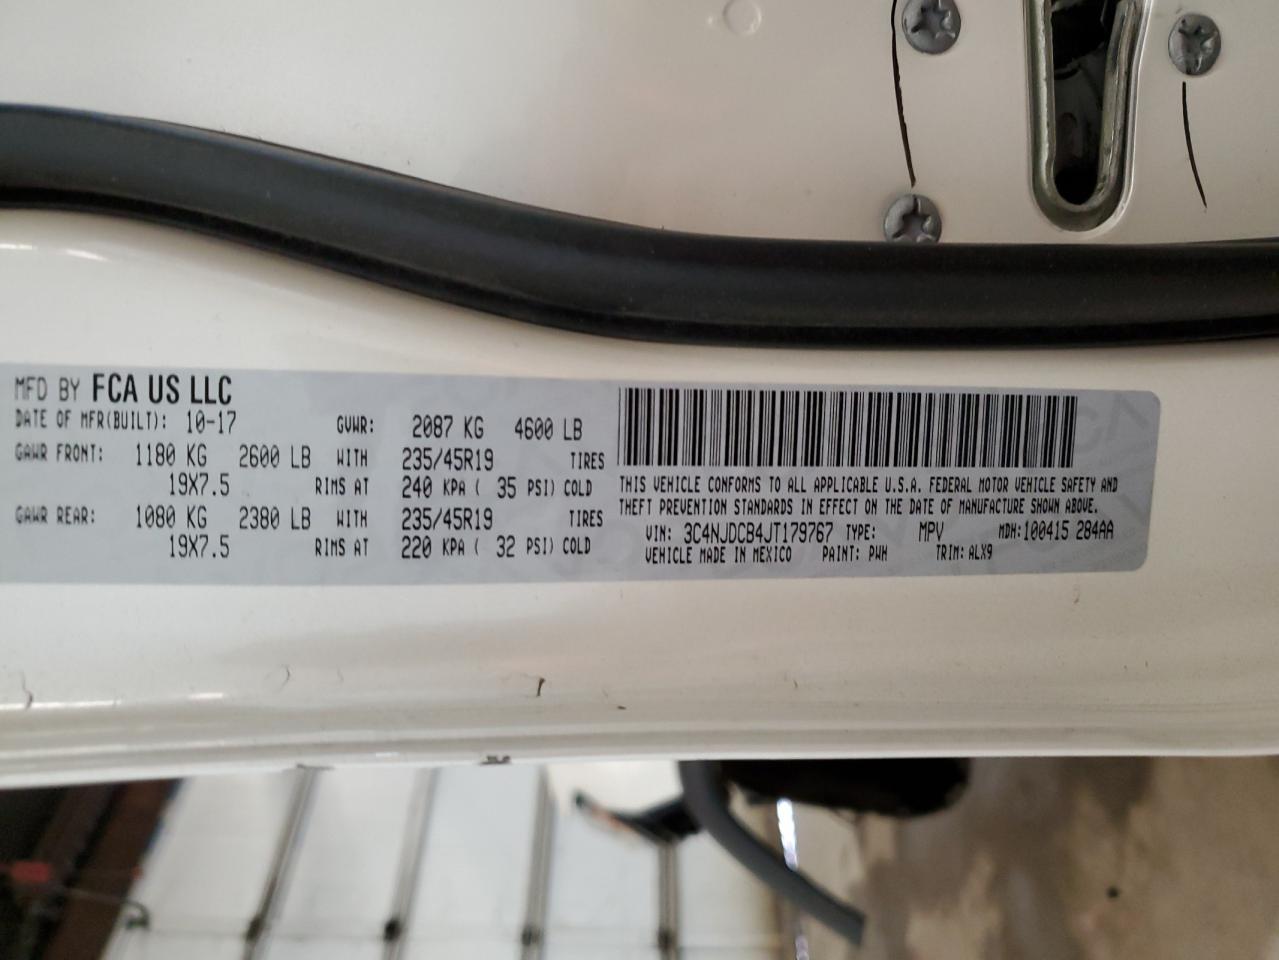 MFD BY FCA US LLC
DATE OF MFR(BUILT): 10-17 GVWR: 2087 KG 4600 LB
GAWR FRONT: 1180 KG 2600 LB WITH 235/45R19 TIRES
19X7.5 RIMS AT 240 KPA ( 35 PSI) COLD
GAWR REAR: 1080 KG 2380 LB WITH 235/45R19 TIRES
19X7.5 RIMS AT 220 KPA ( 32 PSI) COLD
THIS VEHICLE CONFORMS TO ALL APPLICABLE U.S.A. FEDERAL MOTOR VEHICLE SAFETY AND
THEFT PREVENTION STANDARDS IN EFFECT ON THE DATE OF MANUFACTURE SHOWN ABOVE.
VIN: 3C4NJDCB4JT179767 TYPE: MPV MDH:100415 284AA
VEHICLE MADE IN MEXICO PAINT: PWH TRIM: ALX9